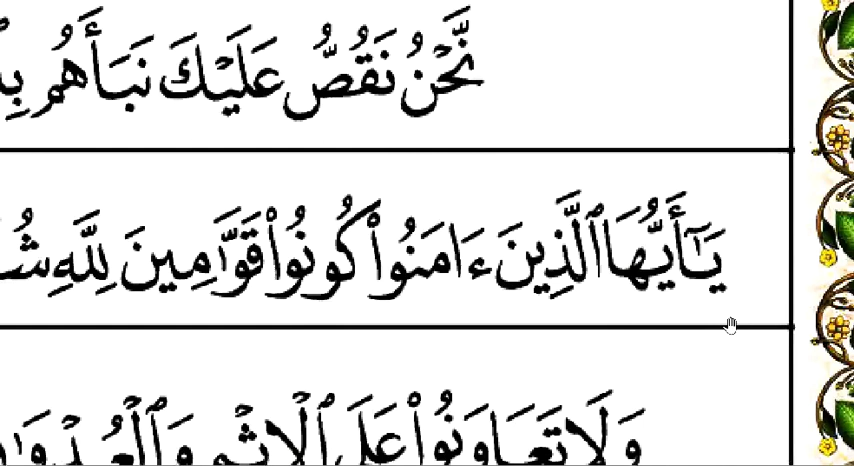 نَّحْنُ نَقُصُّ عَلَيْكَ نَبَأَهُم
يَـٰٓأَيُّهَا ٱلَّذِينَ ءَامَنُوا۟ كُونُوا۟ قَوَّٰمِينَ لِلَّهِ
وَلَا تَعَاوَنُوا۟ عَلَى ٱلْإِثْمِ